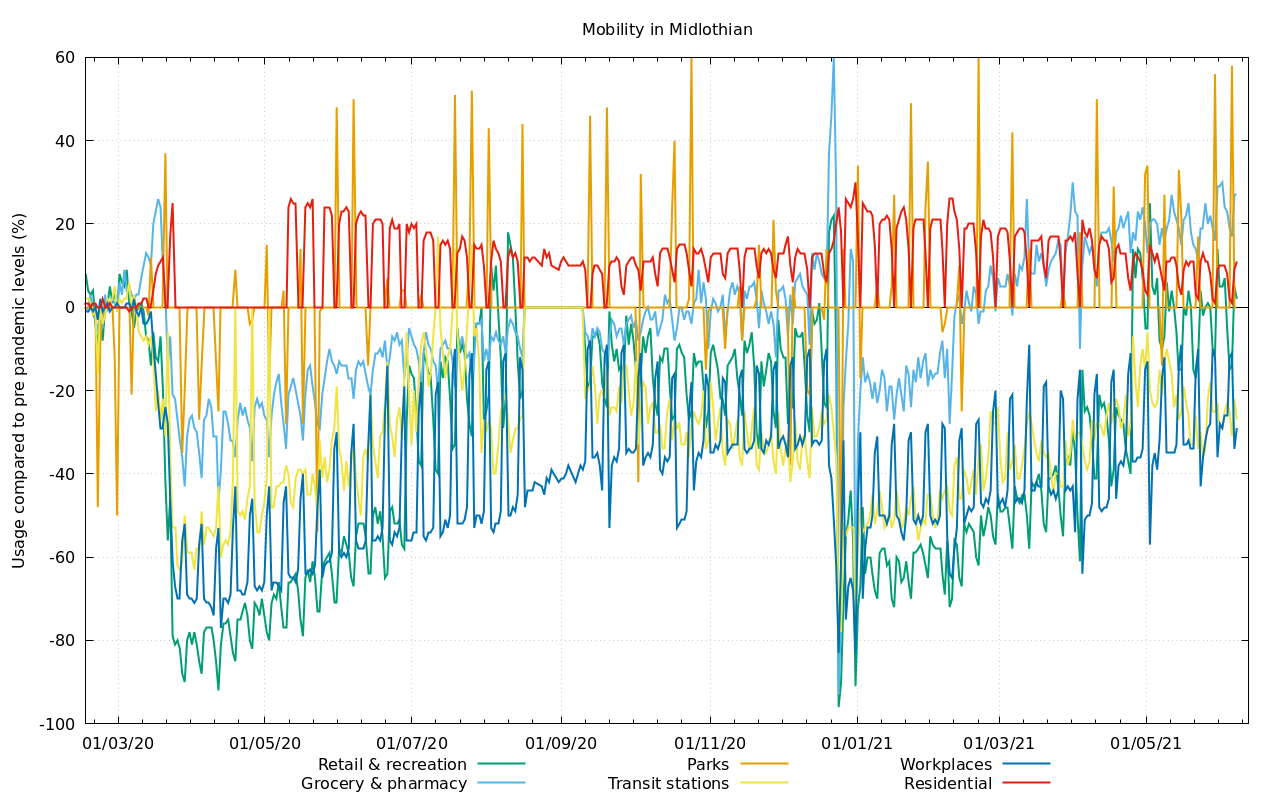 Mobility in Midlothian
Usage compared to pre pandemic levels (%)
60
40
20
0
-20
-40
-60
-80
-100
01/03/20 01/05/20 01/07/20 01/09/20 01/11/20 01/01/21 01/03/21 01/05/21
Retail & recreation Parks Workplaces
Grocery & pharmacy Transit stations Residential